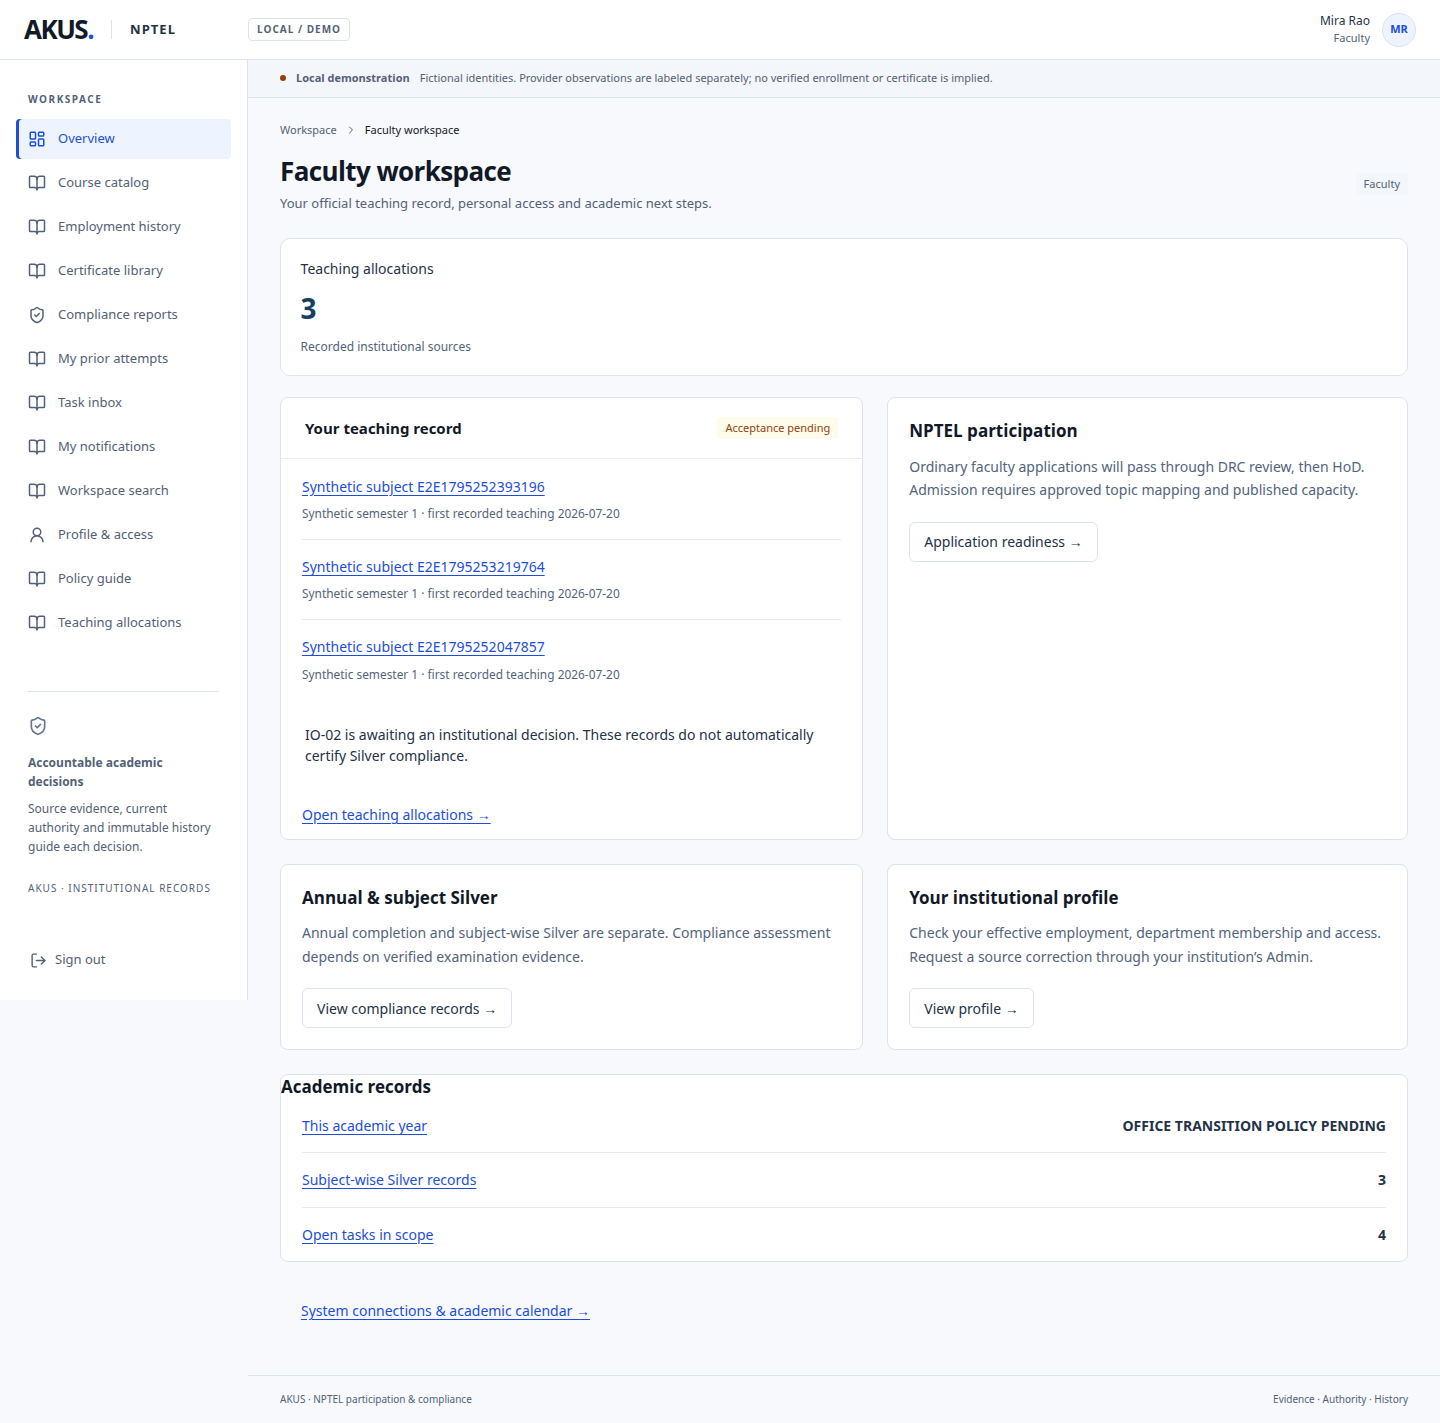 AKUS.
NPTEL
LOCAL / DEMO
Mira Rao
Faculty
MR
WORKSPACE
Overview
Course catalog
Employment history
Certificate library
Compliance reports
My prior attempts
Task inbox
My notifications
Workspace search
Profile & access
Policy guide
Teaching allocations
Accountable academic
decisions
Source evidence, current
authority and immutable history
guide each decision.
AKUS · INSTITUTIONAL RECORDS
Sign out
Local demonstration Fictional identities. Provider observations are labeled separately; no verified enrollment or certificate is implied.
Workspace > Faculty workspace
Faculty workspace
Your official teaching record, personal access and academic next steps.
Faculty
Teaching allocations
3
Recorded institutional sources
Your teaching record
Acceptance pending
Synthetic subject E2E1795252393196
Synthetic semester 1 · first recorded teaching 2026-07-20
Synthetic subject E2E1795253219764
Synthetic semester 1 · first recorded teaching 2026-07-20
Synthetic subject E2E1795252047857
Synthetic semester 1 · first recorded teaching 2026-07-20
IO-02 is awaiting an institutional decision. These records do not automatically
certify Silver compliance.
Open teaching allocations →
NPTEL participation
Ordinary faculty applications will pass through DRC review, then HoD.
Admission requires approved topic mapping and published capacity.
Application readiness →
Annual & subject Silver
Annual completion and subject-wise Silver are separate. Compliance assessment
depends on verified examination evidence.
View compliance records →
Your institutional profile
Check your effective employment, department membership and access.
Request a source correction through your institution’s Admin.
View profile →
Academic records
This academic year OFFICE TRANSITION POLICY PENDING
Subject-wise Silver records 3
Open tasks in scope 4
System connections & academic calendar →
AKUS · NPTEL participation & compliance
Evidence · Authority · History